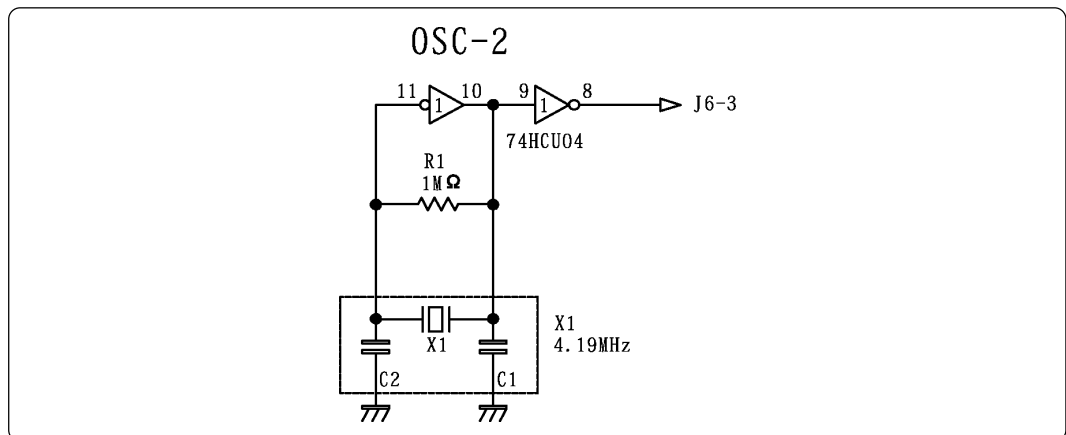 OSC-2
11 1 10 9 1 8 J6-3
74HCU04
R1
1MΩ
X1
X1
4.19MHz
C2 C1